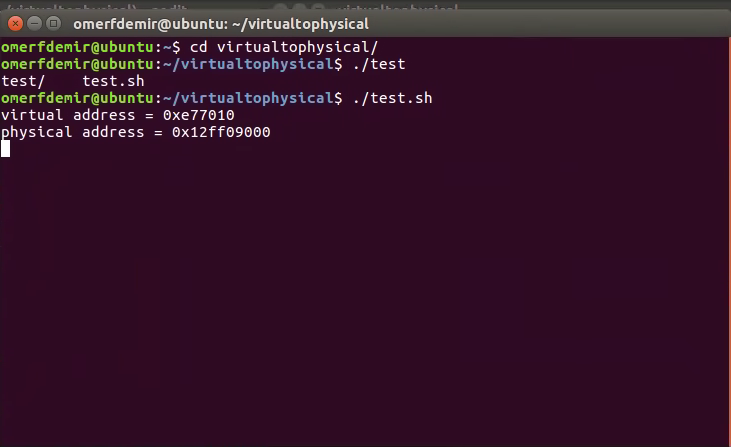 omerfdemir@ubuntu: ~/virtualtophysical
omerfdemir@ubuntu:~$ cd virtualtophysical/
omerfdemir@ubuntu:~/virtualtophysical$ ./test
test/    test.sh
omerfdemir@ubuntu:~/virtualtophysical$ ./test.sh
virtual address = 0xe77010
physical address = 0x12ff09000